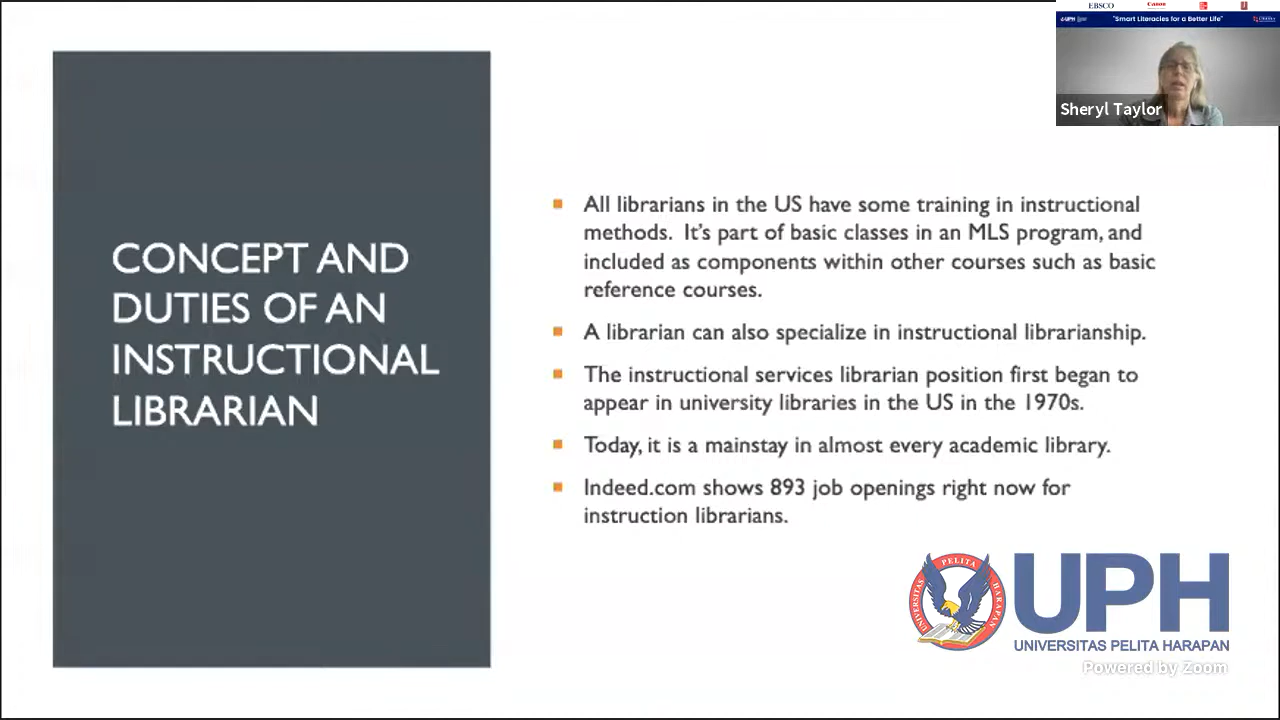 EBSCO
Canon
UPH
"Smart Literacies for a Better Life"
Sheryl Taylor
CONCEPT AND
DUTIES OF AN
INSTRUCTIONAL
LIBRARIAN
All librarians in the US have some training in instructional
methods. It's part of basic classes in an MLS program, and
included as components within other courses such as basic
reference courses.
A librarian can also specialize in instructional librarianship.
The instructional services librarian position first began to
appear in university libraries in the US in the 1970s.
Today, it is a mainstay in almost every academic library.
Indeed.com shows 893 job openings right now for
instruction librarians.
UNIVERSITAS PELITA HARAPAN
UPH
UNIVERSITAS PELITA HARAPAN
Powered by Zoom